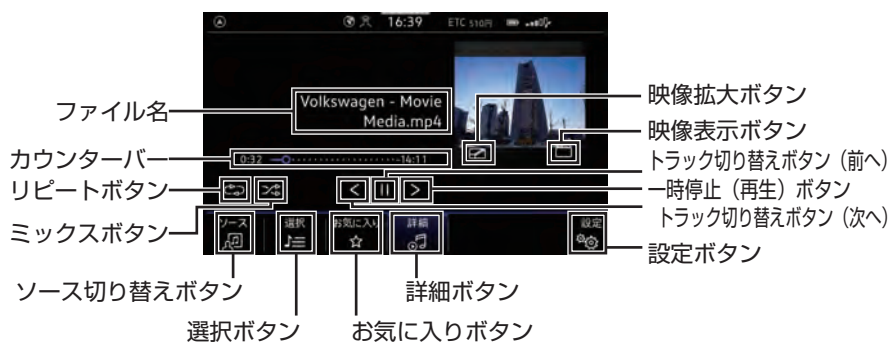 16:39 ETC 510円
Volkswagen - Movie
Media.mp4
0:32 -14:11
ソース
選択
お気に入り
詳細
設定
ファイル名
カウンターバー
リピートボタン
ミックスボタン
ソース切り替えボタン
選択ボタン
お気に入りボタン
詳細ボタン
映像拡大ボタン
映像表示ボタン
トラック切り替えボタン（前へ）
一時停止（再生）ボタン
トラック切り替えボタン（次へ）
設定ボタン